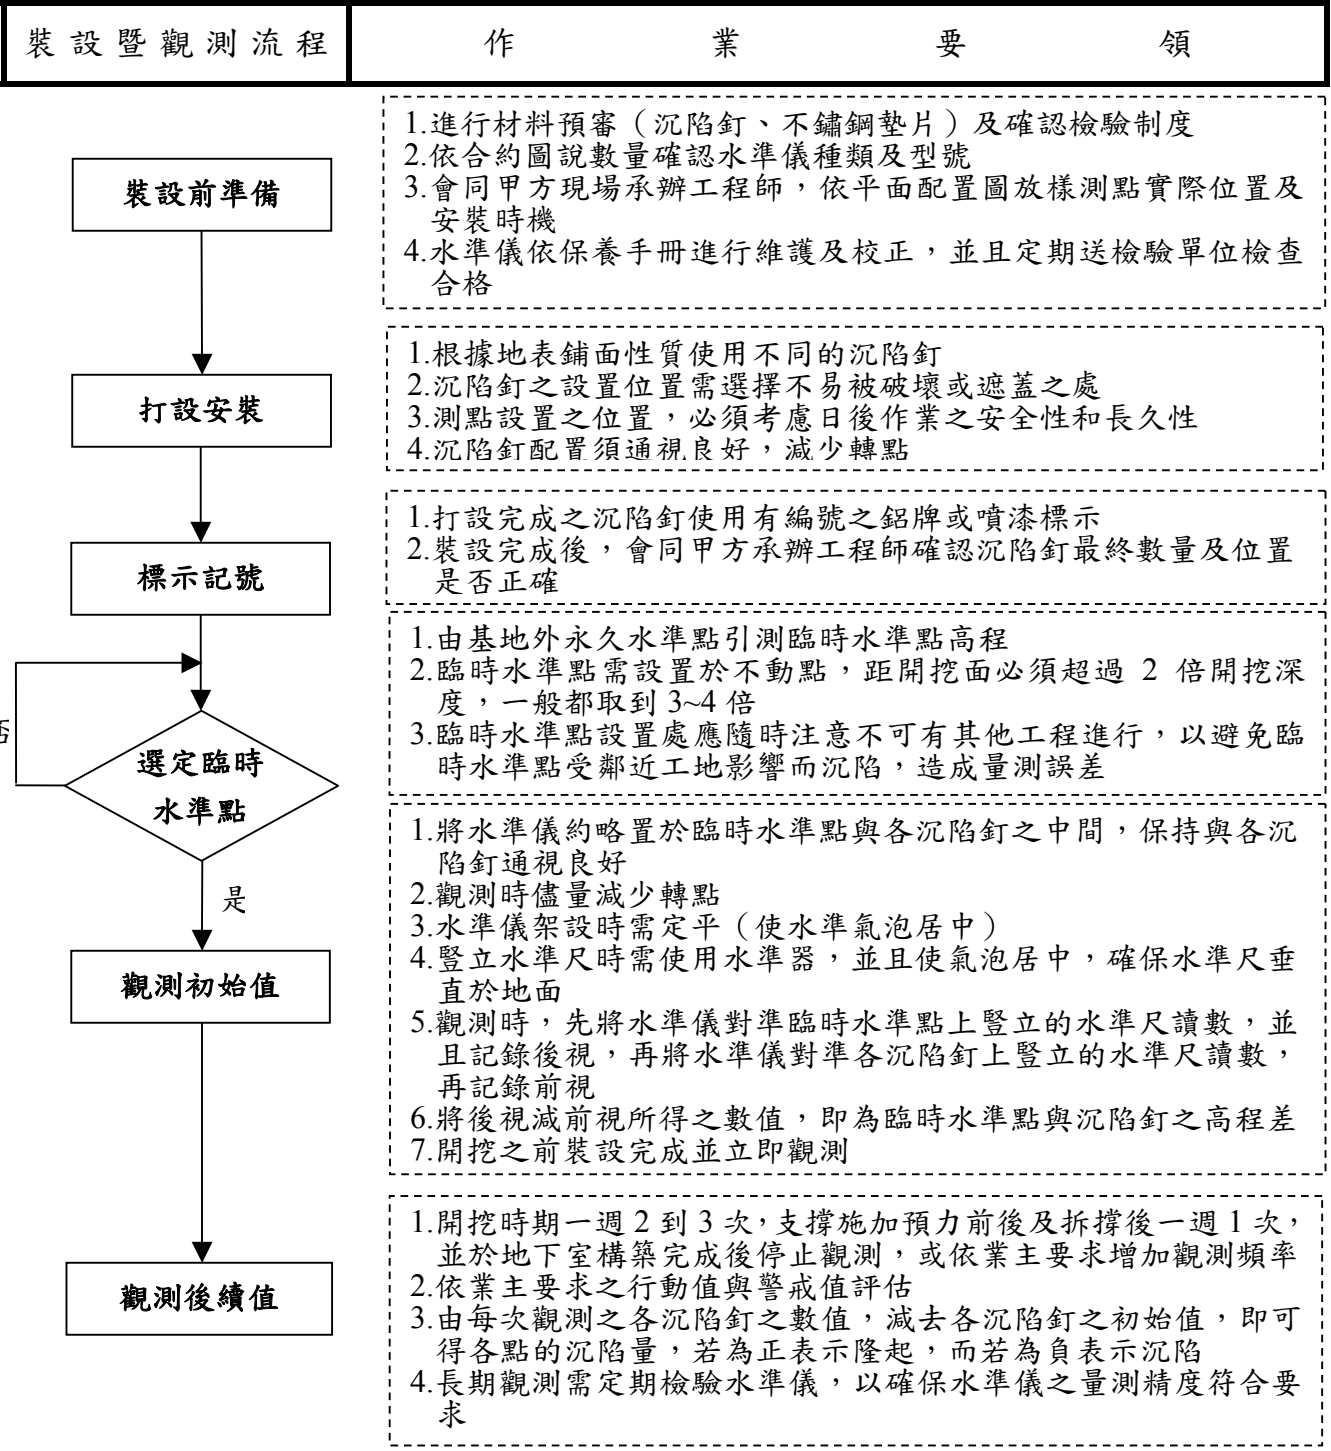 裝設暨觀測流程
作業要領
裝設前準備
1.進行材料預審（沉陷釘、不鏽鋼墊片）及確認檢驗制度
2.依合約圖說數量確認水準儀種類及型號
3.會同甲方現場承辦工程師，依平面配置圖放樣測點實際位置及
安裝時機
4.水準儀依保養手冊進行維護及校正，並且定期送檢驗單位檢查
合格
打設安裝
1.根據地表鋪面性質使用不同的沉陷釘
2.沉陷釘之設置位置需選擇不易被破壞或遮蓋之處
3.測點設置之位置，必須考慮日後作業之安全性和長久性
4.沉陷釘配置須通視良好，減少轉點
標示記號
1.打設完成之沉陷釘使用有編號之鋁牌或噴漆標示
2.裝設完成後，會同甲方承辦工程師確認沉陷釘最終數量及位置
是否正確
否
選定臨時
水準點
是
1.由基地外永久水準點引測臨時水準點高程
2.臨時水準點需設置於不動點，距開挖面必須超過 2 倍開挖深
度，一般都取到 3~4 倍
3.臨時水準點設置處應隨時注意不可有其他工程進行，以避免臨
時水準點受鄰近工地影響而沉陷，造成量測誤差
觀測初始值
1.將水準儀約略置於臨時水準點與各沉陷釘之中間，保持與各沉
陷釘通視良好
2.觀測時儘量減少轉點
3.水準儀架設時需定平（使水準氣泡居中）
4.豎立水準尺時需使用水準器，並且使氣泡居中，確保水準尺垂
直於地面
5.觀測時，先將水準儀對準臨時水準點上豎立的水準尺讀數，並
且記錄後視，再將水準儀對準各沉陷釘上豎立的水準尺讀數，
再記錄前視
6.將後視減前視所得之數值，即為臨時水準點與沉陷釘之高程差
7.開挖之前裝設完成並立即觀測
觀測後續值
1.開挖時期一週 2 到 3 次，支撐施加預力前後及拆撐後一週 1 次，
並於地下室構築完成後停止觀測，或依業主要求增加觀測頻率
2.依業主要求之行動值與警戒值評估
3.由每次觀測之各沉陷釘之數值，減去各沉陷釘之初始值，即可
得各點的沉陷量，若為正表示隆起，而若為負表示沉陷
4.長期觀測需定期檢驗水準儀，以確保水準儀之量測精度符合要
求